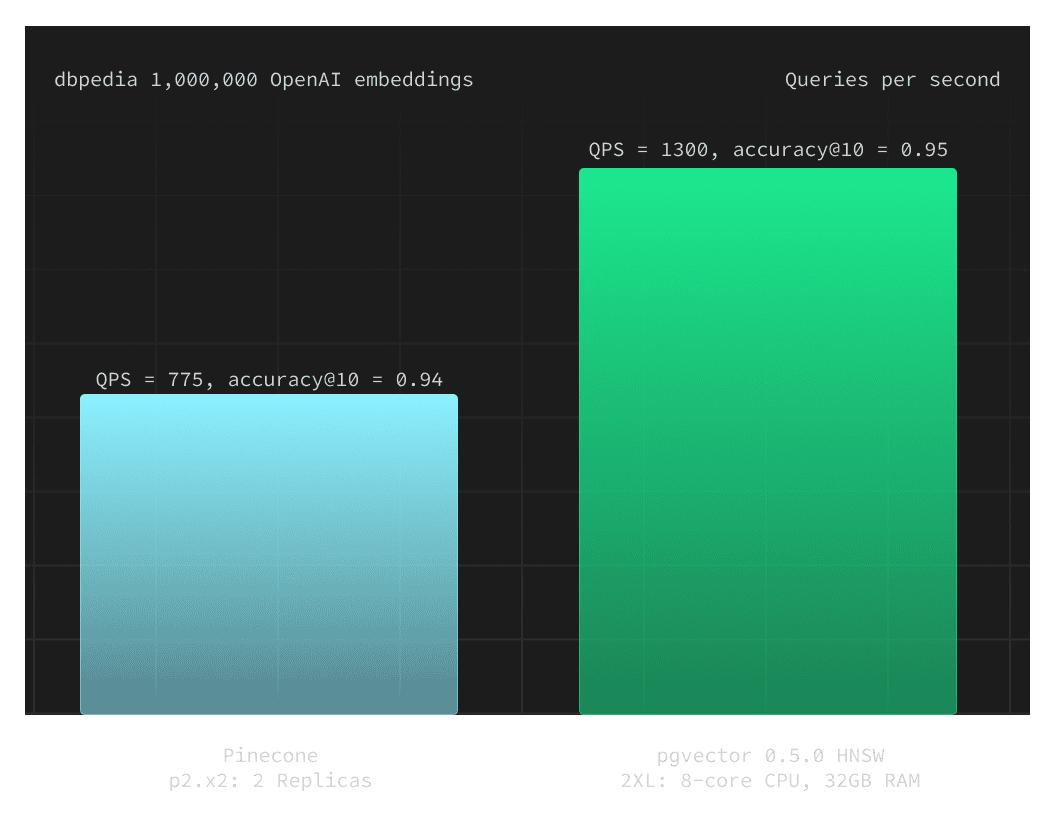 dbpedia 1,000,000 OpenAI embeddings
Queries per second
QPS = 1300, accuracy@10 = 0.95
QPS = 775, accuracy@10 = 0.94
Pinecone
p2.x2: 2 Replicas
pgvector 0.5.0 HNSW
2XL: 8-core CPU, 32GB RAM